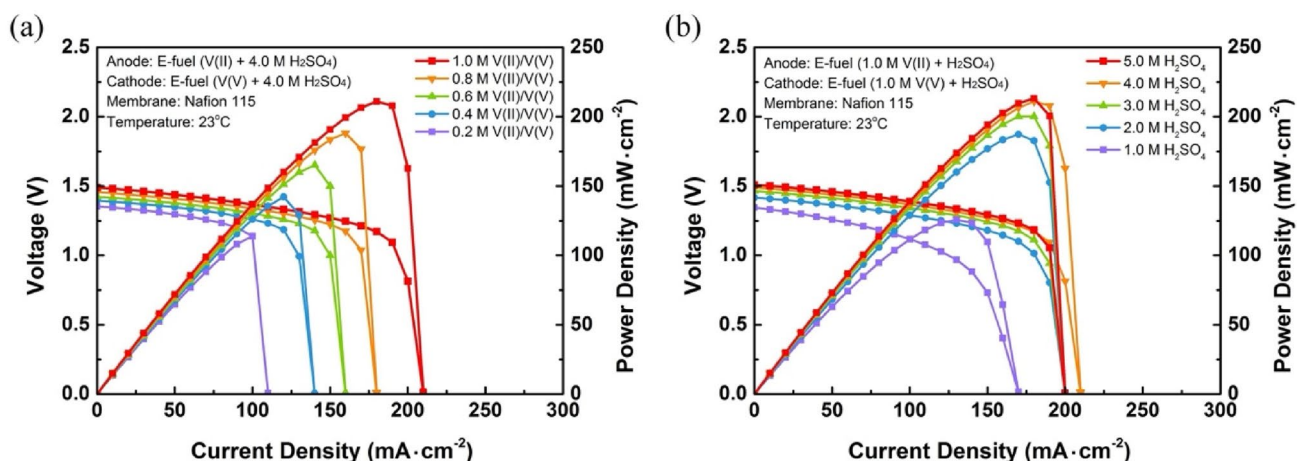 (a)
2.5
2.0
1.5
1.0
0.5
0.0
Voltage (V)
Anode: E-fuel (V(II) + 4.0 M H₂SO₄)
Cathode: E-fuel (V(V) + 4.0 M H₂SO₄)
Membrane: Nafion 115
Temperature: 23°C
1.0 M V(II)/V(V)
0.8 M V(II)/V(V)
0.6 M V(II)/V(V)
0.4 M V(II)/V(V)
0.2 M V(II)/V(V)
250
200
150
100
50
0
Power Density (mW·cm⁻²)
0 50 100 150 200 250 300
Current Density (mA·cm⁻²)
(b)
2.5
2.0
1.5
1.0
0.5
0.0
Voltage (V)
Anode: E-fuel (1.0 M V(II) + H₂SO₄)
Cathode: E-fuel (1.0 M V(V) + H₂SO₄)
Membrane: Nafion 115
Temperature: 23°C
5.0 M H₂SO₄
4.0 M H₂SO₄
3.0 M H₂SO₄
2.0 M H₂SO₄
1.0 M H₂SO₄
250
200
150
100
50
0
Power Density (mW·cm⁻²)
0 50 100 150 200 250 300
Current Density (mA·cm⁻²)